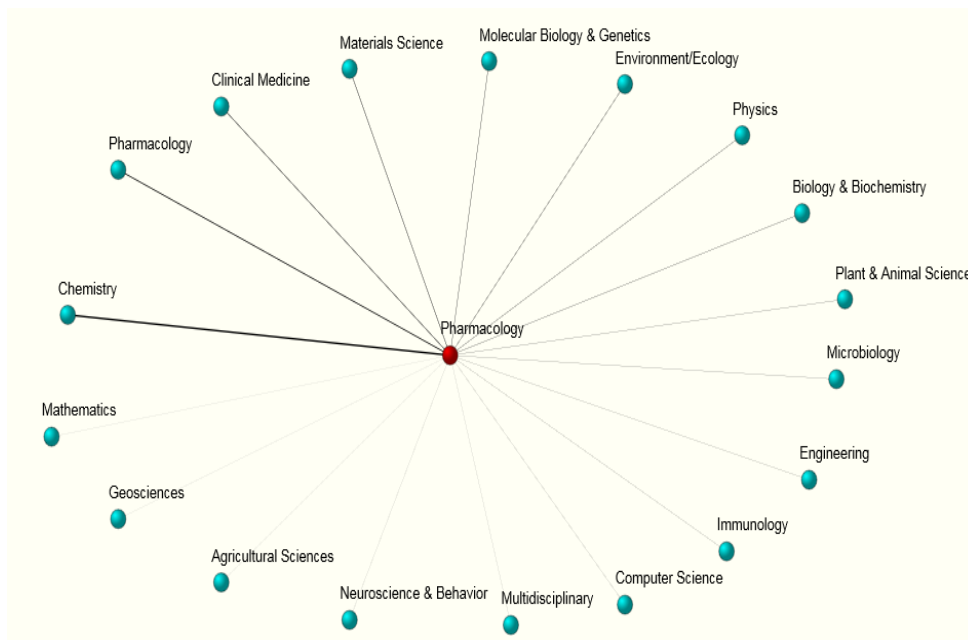 Molecular Biology & Genetics
Materials Science
Environment/Ecology
Clinical Medicine
Physics
Pharmacology
Biology & Biochemistry
Plant & Animal Science
Chemistry
Pharmacology
Microbiology
Mathematics
Engineering
Geosciences
Immunology
Agricultural Sciences
Computer Science
Neuroscience & Behavior
Multidisciplinary